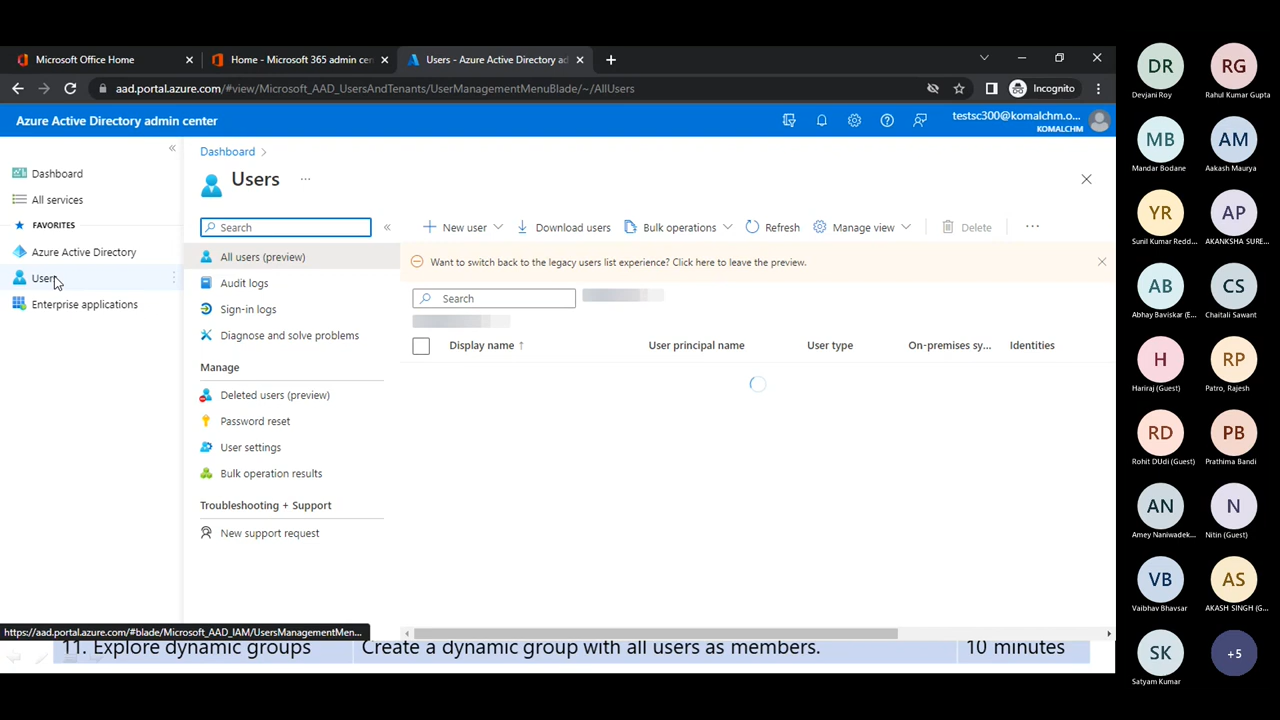 Microsoft Office Home
Home - Microsoft 365 admin cen
Users - Azure Active Directory ad
aad.portal.azure.com/#view/Microsoft_AAD_UsersAndTenants/UserManagementMenuBlade/~/AllUsers
Incognito
Azure Active Directory admin center
testsc300@komalchm.o...
KOMALCHM
Dashboard
All services
FAVORITES
Azure Active Directory
Users
Enterprise applications
Dashboard
Users
...
Search
New user
Download users
Bulk operations
Refresh
Manage view
Delete
...
All users (preview)
Audit logs
Sign-in logs
Diagnose and solve problems
Manage
Deleted users (preview)
Password reset
User settings
Bulk operation results
Troubleshooting + Support
New support request
Want to switch back to the legacy users list experience? Click here to leave the preview.
Search
Display name
User principal name
User type
On-premises sy...
Identities
https://aad.portal.azure.com/#blade/Microsoft_AAD_IAM/UsersManagementMen...
11. Explore dynamic groups
Create a dynamic group with all users as members.
10 minutes
DR
Devjani Roy
RG
Rahul Kumar Gupta
MB
Mandar Bodane
AM
Aakash Maurya
YR
Sunil Kumar Redd...
AP
AKANKSHA SURE...
AB
Abhay Baviskar (E...
CS
Chaitali Sawant
H
Hariraj (Guest)
RP
Patro, Rajesh
RD
Rohit DUdi (Guest)
PB
Prathima Bandi
AN
Amey Naniwadek...
N
Nitin (Guest)
VB
Vaibhav Bhavsar
AS
AKASH SINGH (G...
SK
Satyam Kumar
+5